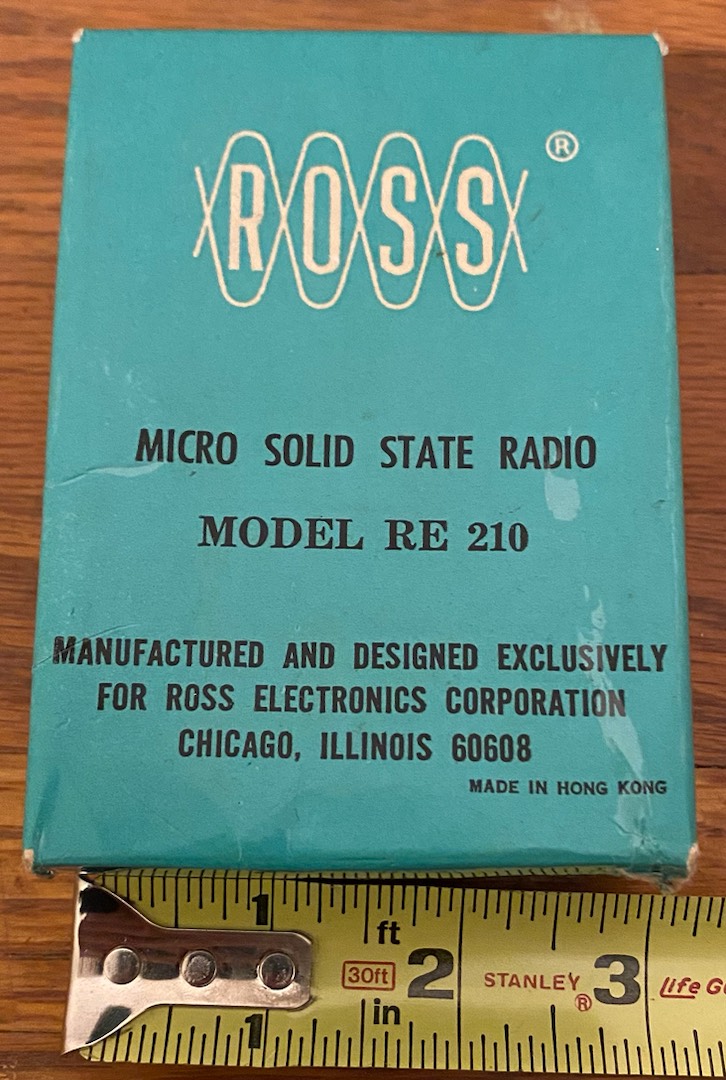 ROSS ®
MICRO SOLID STATE RADIO
MODEL RE 210
MANUFACTURED AND DESIGNED EXCLUSIVELY
FOR ROSS ELECTRONICS CORPORATION
CHICAGO, ILLINOIS 60608
MADE IN HONG KONG
1
ft
30ft 2 STANLEY® 3 life G
in
1